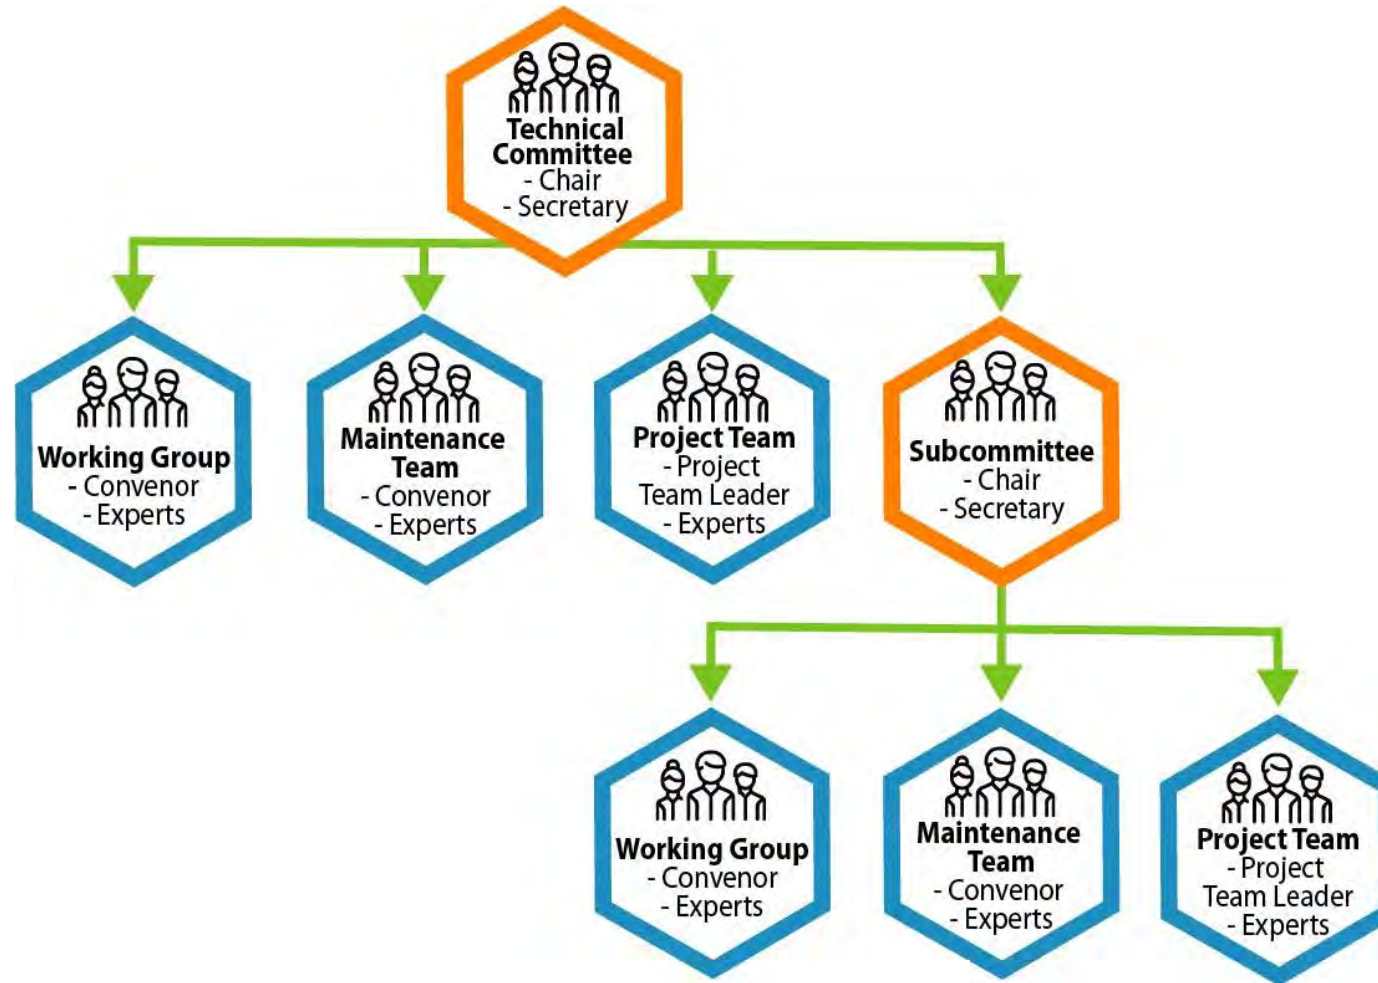 Technical
Committee
- Chair
- Secretary
Working Group
- Convenor
- Experts
Maintenance
Team
- Convenor
- Experts
Project Team
- Project
Team Leader
- Experts
Subcommittee
- Chair
- Secretary
Working Group
- Convenor
- Experts
Maintenance
Team
- Convenor
- Experts
Project Team
- Project
Team Leader
- Experts